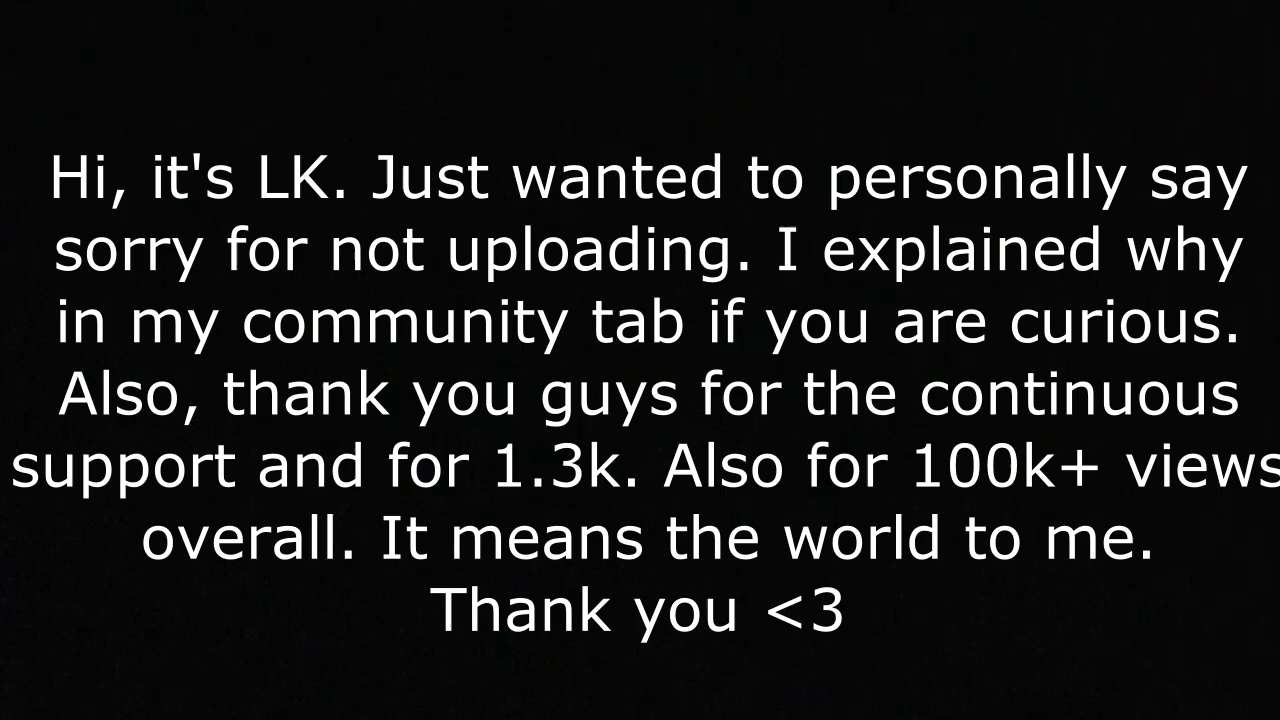 Hi, it's LK. Just wanted to personally say
sorry for not uploading. I explained why
in my community tab if you are curious.
Also, thank you guys for the continuous
support and for 1.3k. Also for 100k+ views
overall. It means the world to me.
Thank you <3